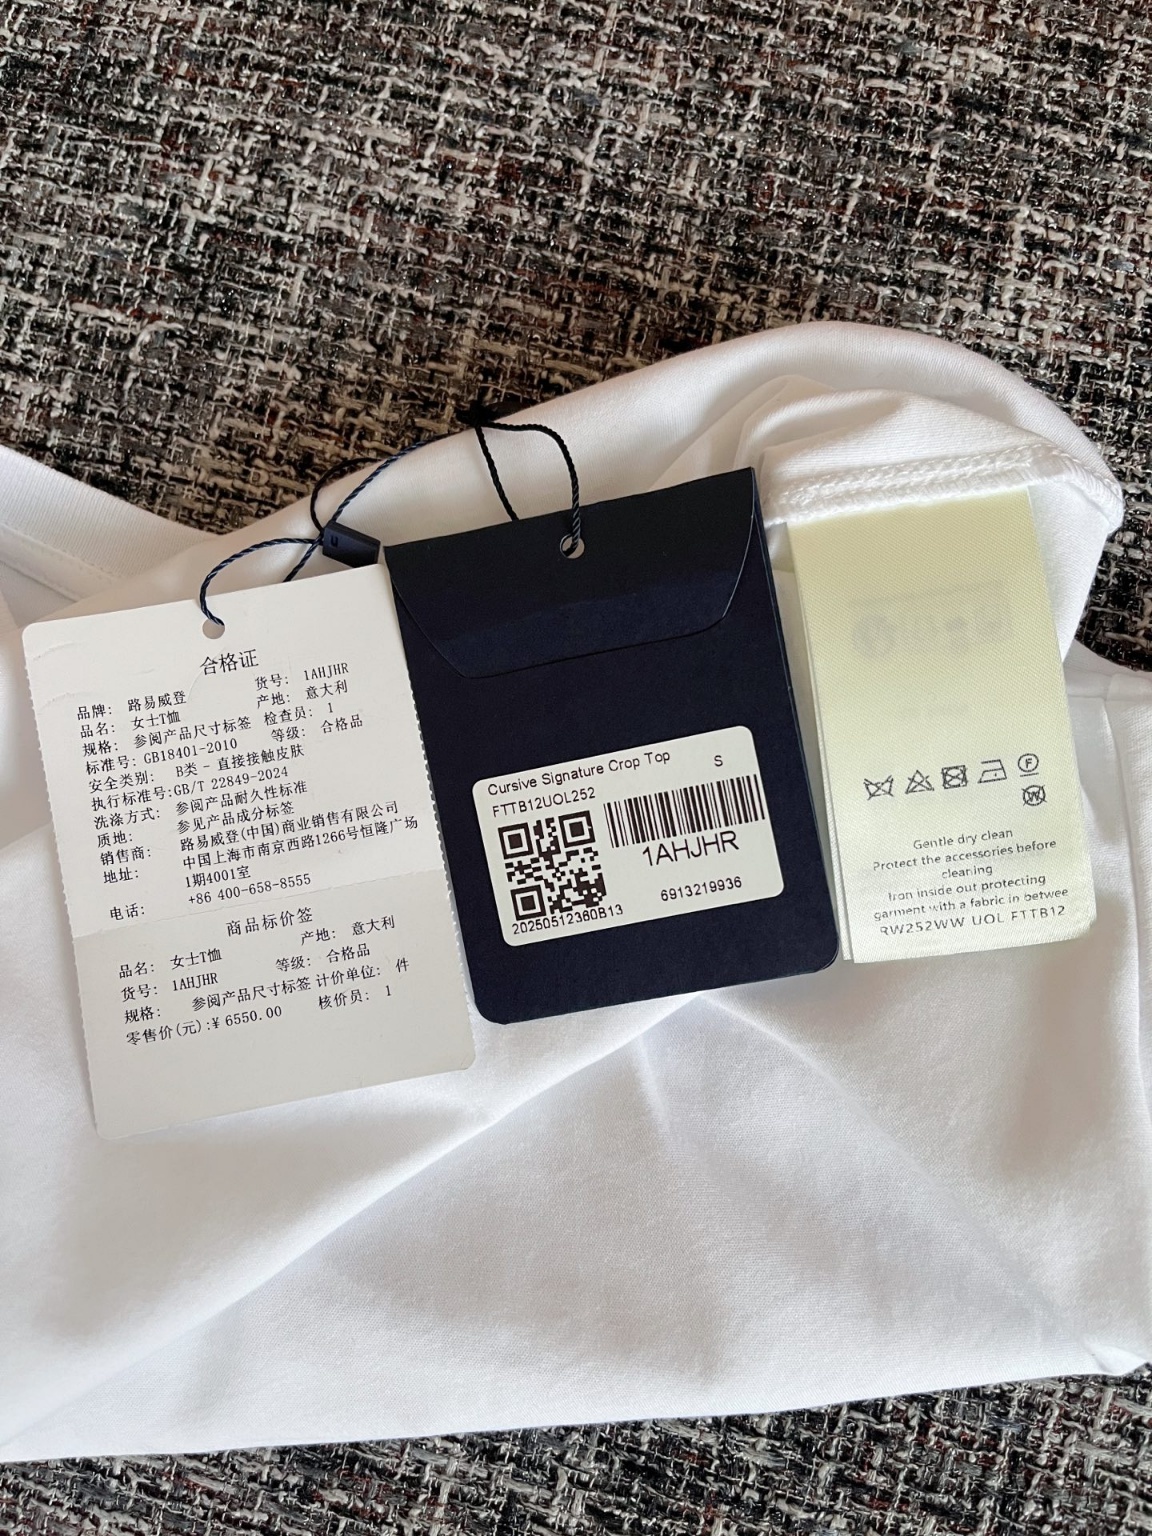 合格证
品牌: 路易威登 货号: 1AHJHR
品名: 女士T恤 产地: 意大利
规格: 参阅产品尺寸标签 检查员: 1
标准号: GB18401-2010 等级: 合格品
安全类别: B类 - 直接接触皮肤
执行标准号:GB/T 22849-2024
洗涤方式: 参阅产品耐久性标准
质地: 参见产品成分标签
销售商: 路易威登(中国)商业销售有限公司
地址: 中国上海市南京西路1266号恒隆广场
1期4001室
电话: +86 400-658-8555
商品标价签
品名: 女士T恤 产地: 意大利
货号: 1AHJHR 等级: 合格品
规格: 参阅产品尺寸标签 计价单位: 件
零售价(元):¥ 6550.00 核价员: 1
Cursive Signature Crop Top S
FTTB12UOL252
1AHJHR
6913219936
20250512360B13
Gentle dry clean
Protect the accessories before
cleaning
Iron inside out protecting
garment with a fabric in betwee
RW252WW UOL FTTB12